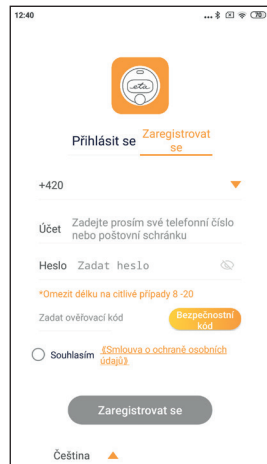 12:40
... 70
eta
Přihlásit se
Zaregistrovat
se
+420
Účet
Zadejte prosím své telefonní číslo
nebo poštovní schránku
Heslo Zadat heslo
*Omezit délku na citlivé případy 8 -20
Zadat ověřovací kód
Bezpečnostní
kód
Souhlasím 《Smlouva o ochraně osobních
údajů》
Zaregistrovat se
Čeština